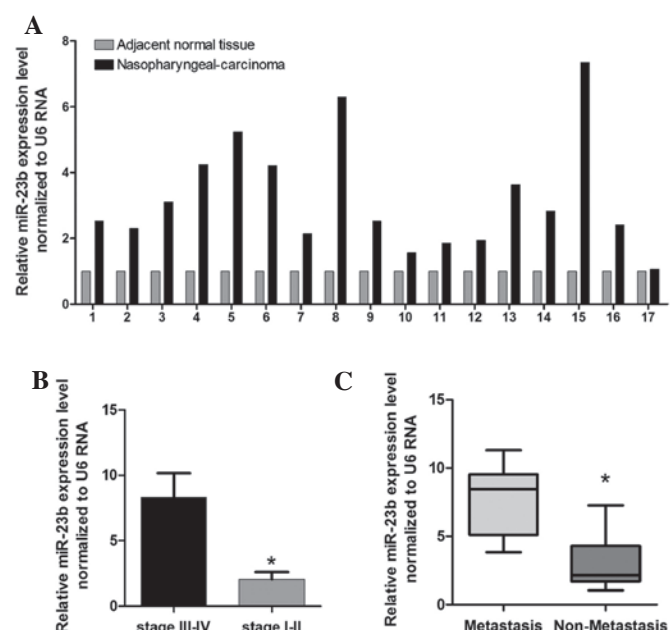 A
Relative miR-23b expression level
normalized to U6 RNA
8
6
4
2
0
Adjacent normal tissue
Nasopharyngeal-carcinoma
1 2 3 4 5 6 7 8 9 10 11 12 13 14 15 16 17
B
Relative miR-23b expression level
normalized to U6 RNA
15
10
5
0
*
stage III-IV stage I-II
C
Relative miR-23b expression level
normalized to U6 RNA
15
10
5
0
*
Metastasis Non-Metastasis